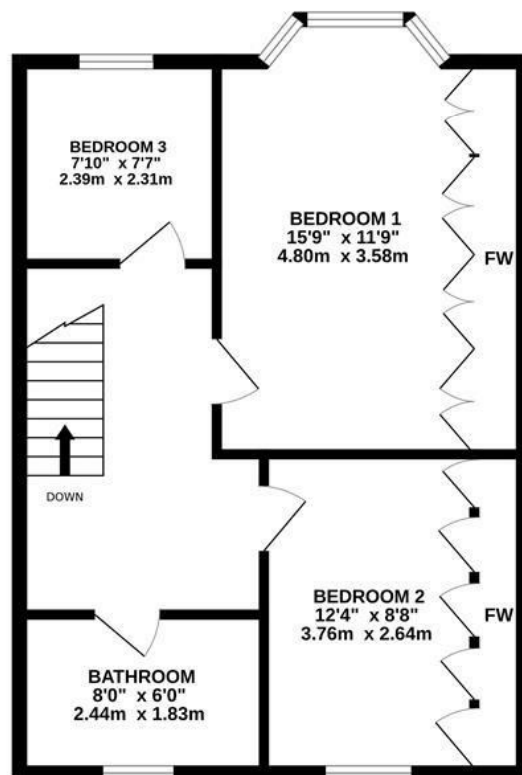 BEDROOM 3
7'10" x 7'7"
2.39m x 2.31m
BEDROOM 1
15'9" x 11'9"
4.80m x 3.58m
FW
DOWN
BEDROOM 2
12'4" x 8'8"
3.76m x 2.64m
FW
BATHROOM
8'0" x 6'0"
2.44m x 1.83m